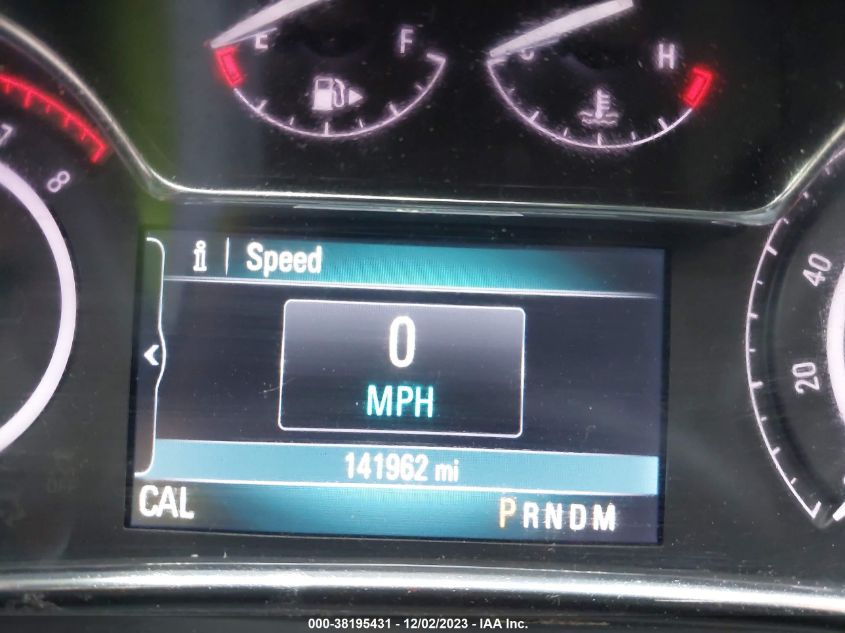 E F
H
7
8
i Speed
0
MPH
141962 mi
CAL
PRNDM
40
20
000-38195431 - 12/02/2023 - IAA Inc.